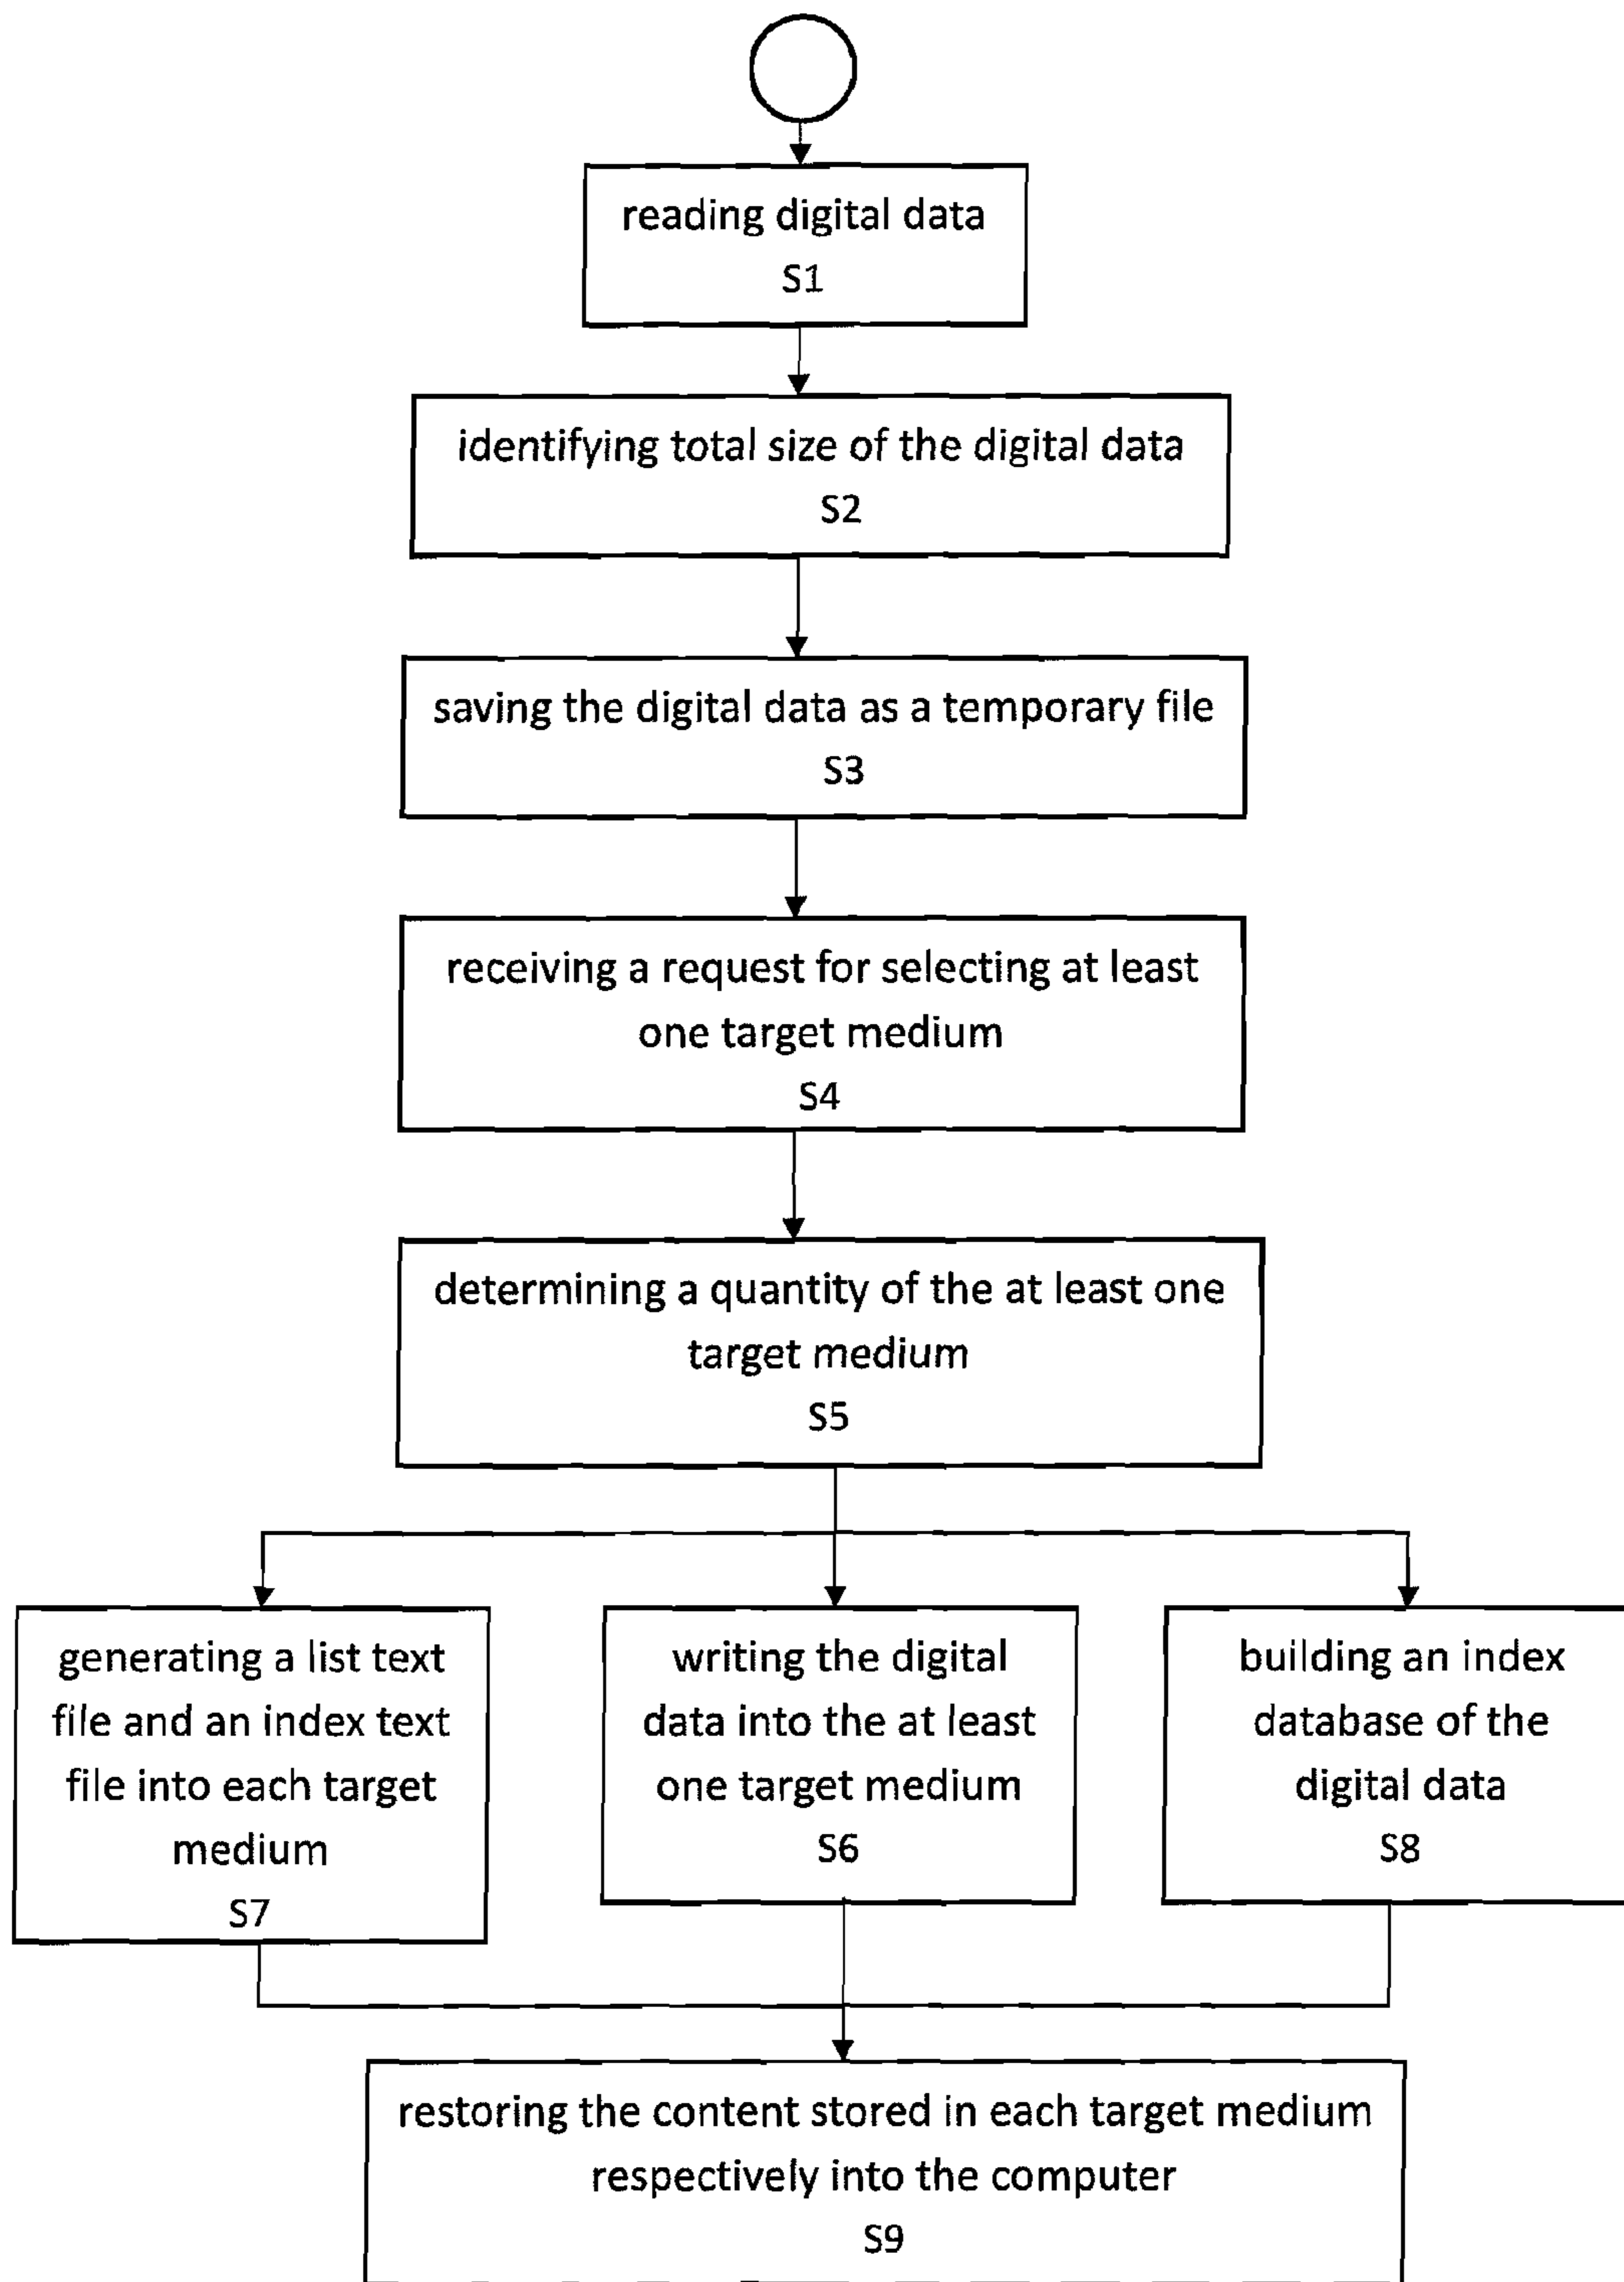 reading digital data
S1
identifying total size of the digital data
S2
saving the digital data as a temporary file
S3
receiving a request for selecting at least
one target medium
S4
determining a quantity of the at least one
target medium
S5
generating a list text
file and an index text
file into each target
medium
S7
writing the digital
data into the at least
one target medium
S6
building an index
database of the
digital data
S8
restoring the content stored in each target medium
respectively into the computer
S9